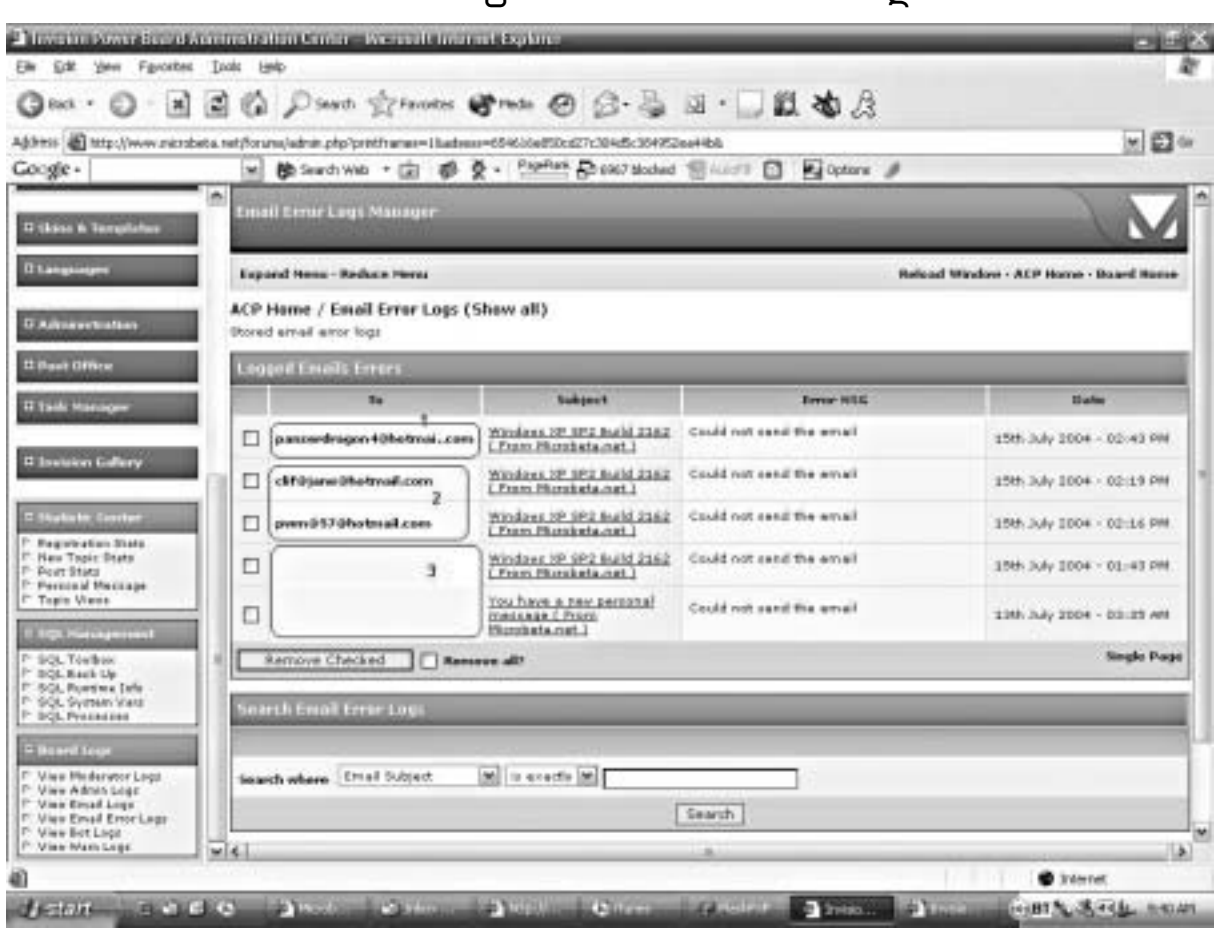 Invision Power Board Administration Center - Microsoft Internet Explorer
File Edit View Favorites Tools Help
Back Search Favorites Media
Address
Google Search Web PageRank 6967 blocked AutoFill Options
Email Error Logs Manager
Expand Menu - Reduce Menu Reload Window · ACP Home · Board Home
ACP Home / Email Error Logs (Show all)
Stored email error logs
Skins & Templates
Languages
Administration
Post Office
Task Manager
Invision Gallery
Statistic Center
Registration Stats
New Topic Stats
Post Stats
Personal Message
Topic Views
SQL Management
SQL Toolbox
SQL Back Up
SQL Runtime Info
SQL System Vars
SQL Processes
Board Logs
View Moderator Logs
View Admin Logs
View Email Logs
View Email Error Logs
View Bot Logs
View Warn Logs
Logged Emails Errors
To Subject Error MSG Date
1
panzerdragon4@hotmai..com Windows XP SP2 Build 2162 ( From Microbeta.net ) Could not send the email 15th July 2004 - 02:43 PM
Windows XP SP2 Build 2162 ( From Microbeta.net ) Could not send the email 15th July 2004 - 02:19 PM
2
Windows XP SP2 Build 2162 ( From Microbeta.net ) Could not send the email 15th July 2004 - 02:16 PM
3
Windows XP SP2 Build 2162 ( From Microbeta.net ) Could not send the email 15th July 2004 - 01:43 PM
You have a new personal message ( From Microbeta.net ) Could not send the email 13th July 2004 - 03:35 AM
Remove Checked Remove all? Single Page
Search Email Error Logs
Search where Email Subject is exactly
Search
Internet
start 9:40 AM